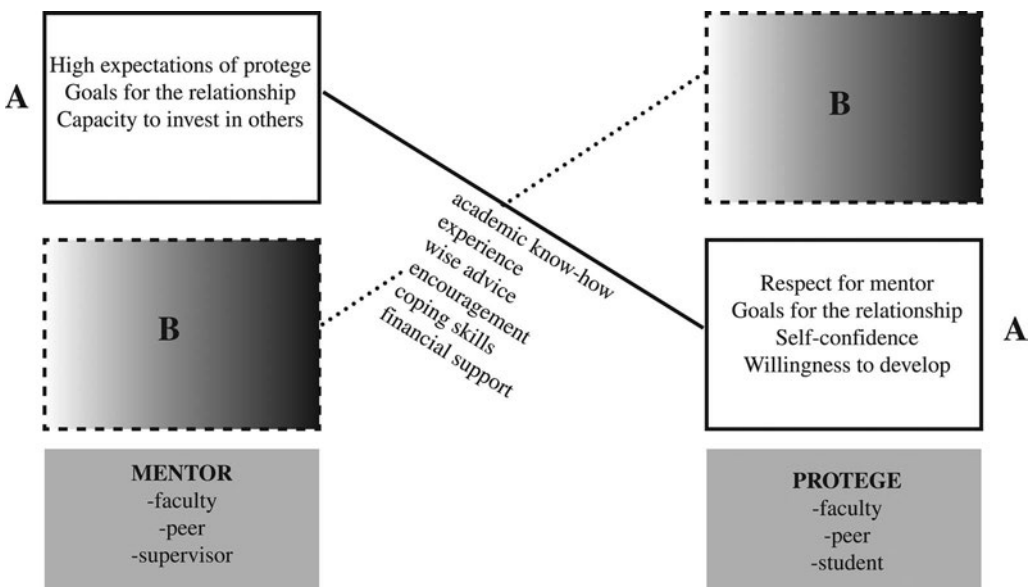 A
High expectations of protege
Goals for the relationship
Capacity to invest in others
B
academic know-how
experience
wise advice
encouragement
coping skills
financial support
B
Respect for mentor
Goals for the relationship
Self-confidence
Willingness to develop
A
MENTOR
-faculty
-peer
-supervisor
PROTEGE
-faculty
-peer
-student